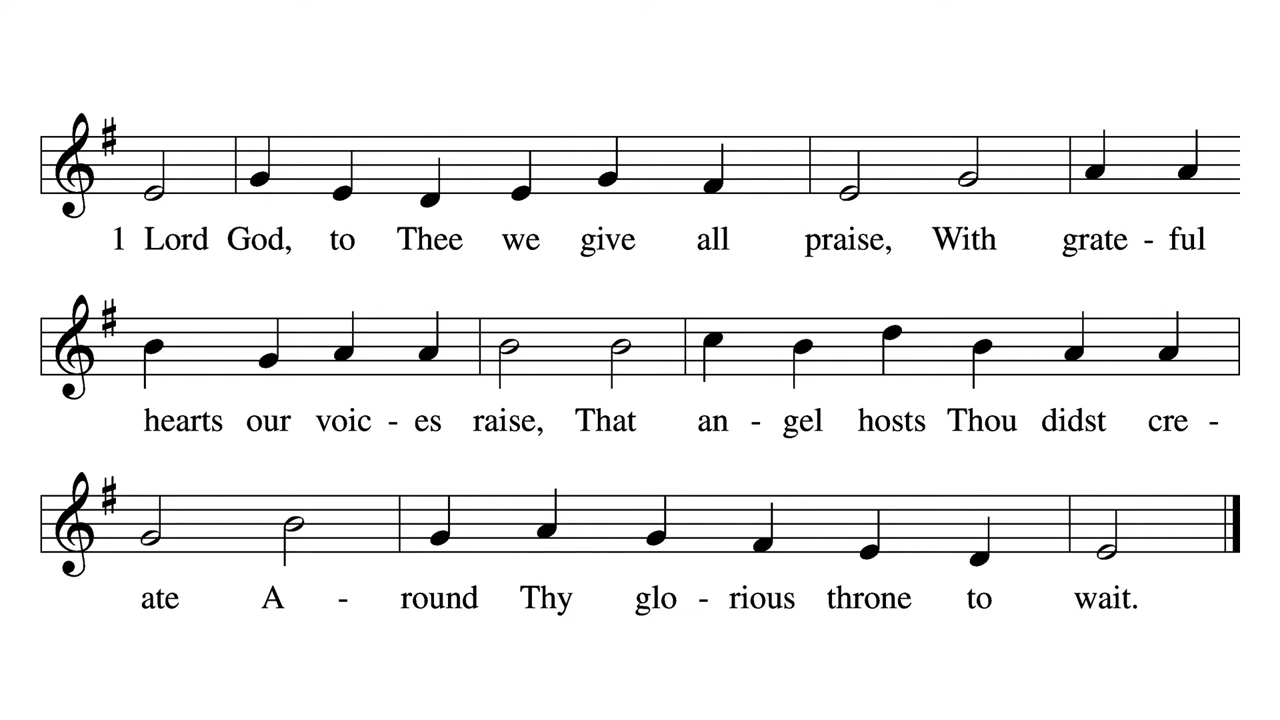 1 Lord God, to Thee we give all praise, With grate - ful
hearts our voic - es raise, That an - gel hosts Thou didst cre -
ate A - round Thy glo - rious throne to wait.